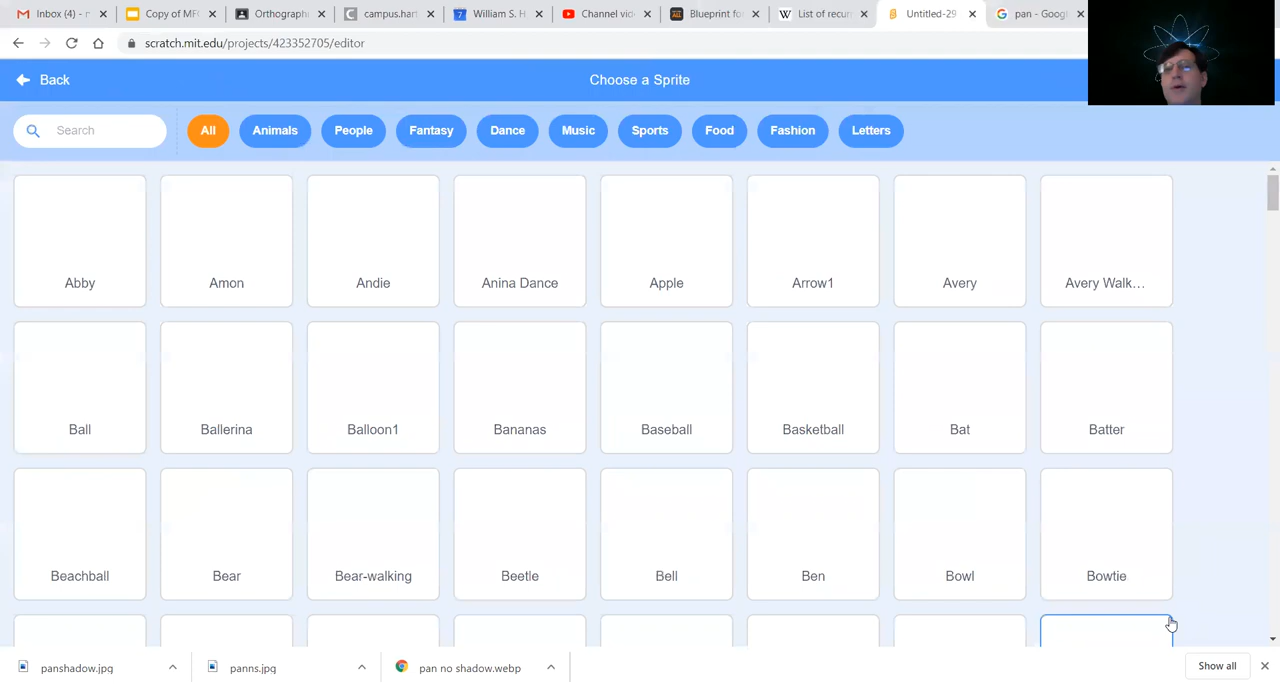 Inbox (4) - n
Copy of MFC
Orthograph
campus.hart
William S. H
Channel vid
Blueprint fo
List of recur
Untitled-29
pan - Googl
scratch.mit.edu/projects/423352705/editor
Back
Choose a Sprite
Search
All
Animals
People
Fantasy
Dance
Music
Sports
Food
Fashion
Letters
Abby
Amon
Andie
Anina Dance
Apple
Arrow1
Avery
Avery Walk…
Ball
Ballerina
Balloon1
Bananas
Baseball
Basketball
Bat
Batter
Beachball
Bear
Bear-walking
Beetle
Bell
Ben
Bowl
Bowtie
panshadow.jpg
panns.jpg
pan no shadow.webp
Show all